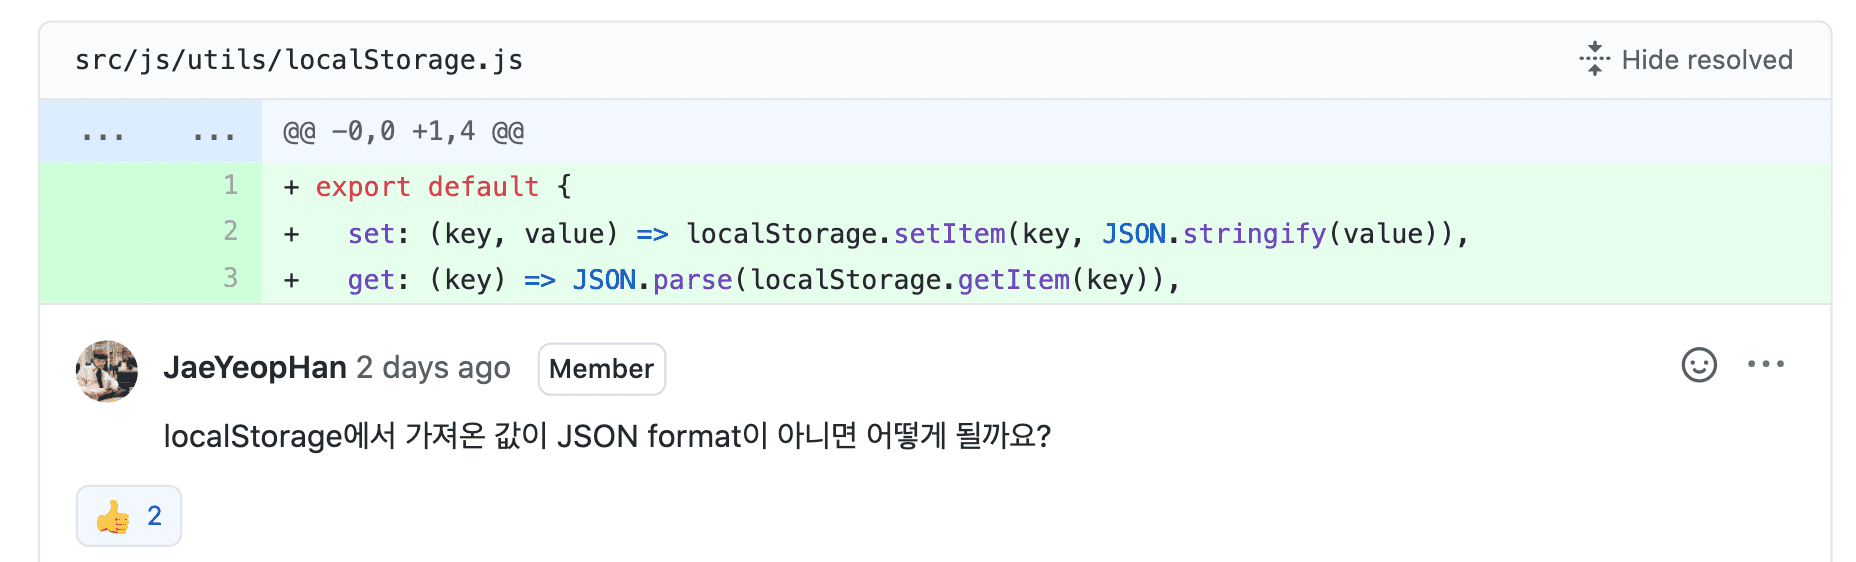 src/js/utils/localStorage.js
Hide resolved
... ... @@ -0,0 +1,4 @@
1 + export default {
2 + set: (key, value) => localStorage.setItem(key, JSON.stringify(value)),
3 + get: (key) => JSON.parse(localStorage.getItem(key)),
JaeYeopHan 2 days ago Member
localStorage에서 가져온 값이 JSON format이 아니면 어떻게 될까요?
👍 2